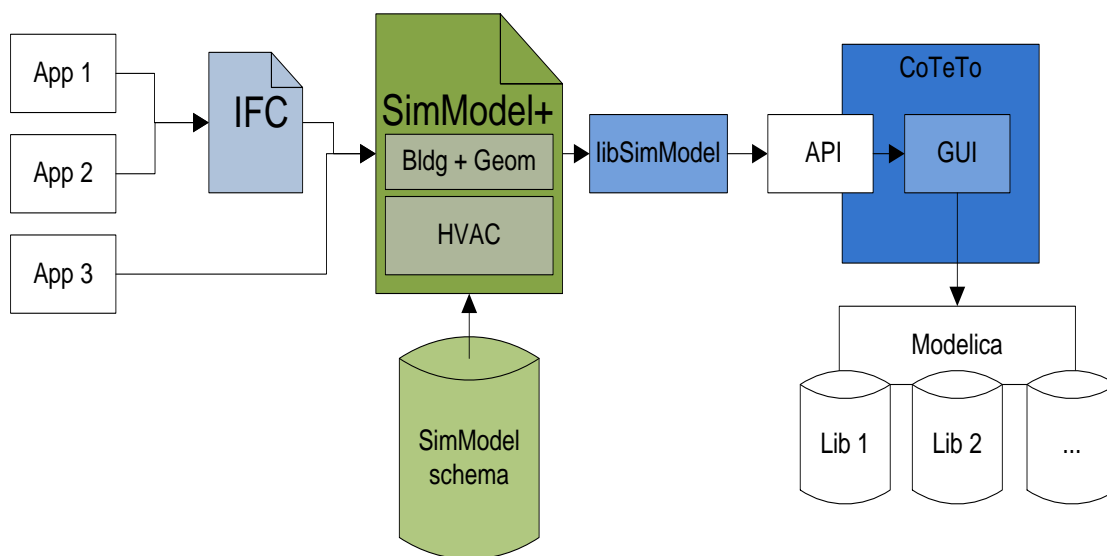 App 1
App 2
App 3
IFC
SimModel+
Bldg + Geom
HVAC
SimModel
schema
libSimModel
API
CoTeTo
GUI
Modelica
Lib 1
Lib 2
...